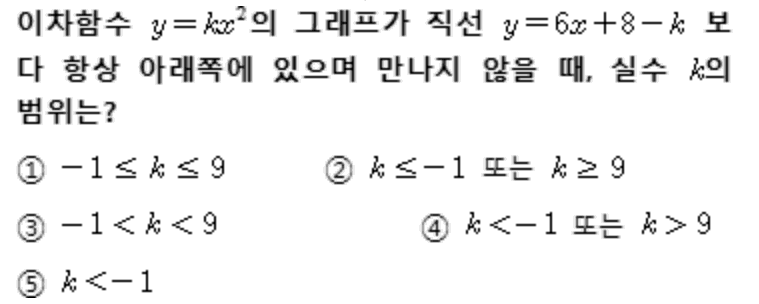 이차함수 y=kx²의 그래프가 직선 y=6x+8-k 보
다 항상 아래쪽에 있으며 만나지 않을 때, 실수 k의
범위는?
① -1≤k≤9 ② k≤-1 또는 k≥9
③ -1<k<9 ④ k<-1 또는 k>9
⑤ k<-1